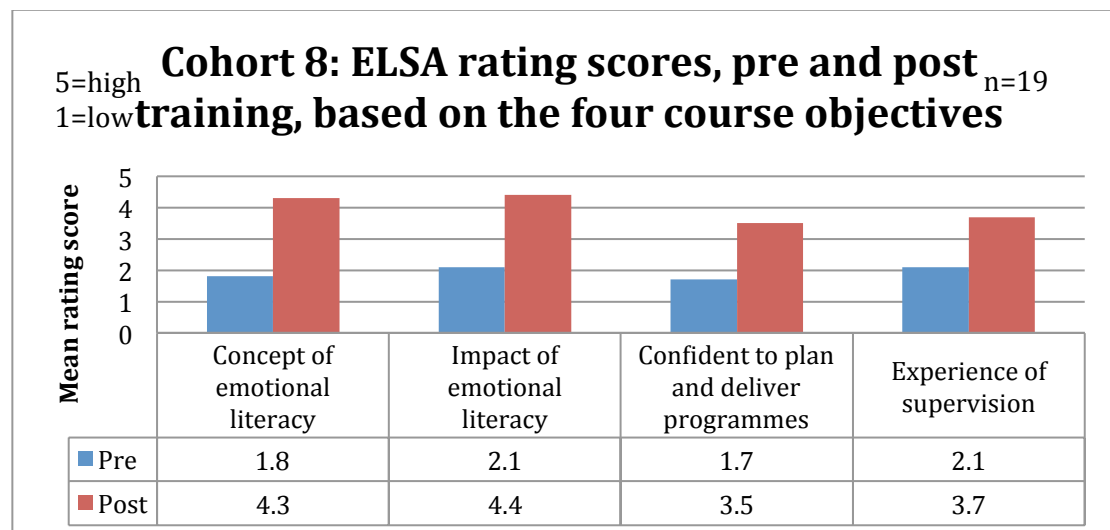 5=high
1=low
Cohort 8: ELSA rating scores, pre and post
training, based on the four course objectives
n=19
Mean rating score
5
4
3
2
1
0
Concept of
emotional
literacy
Impact of
emotional
literacy
Confident to plan
and deliver
programmes
Experience of
supervision
Pre 1.8 2.1 1.7 2.1
Post 4.3 4.4 3.5 3.7